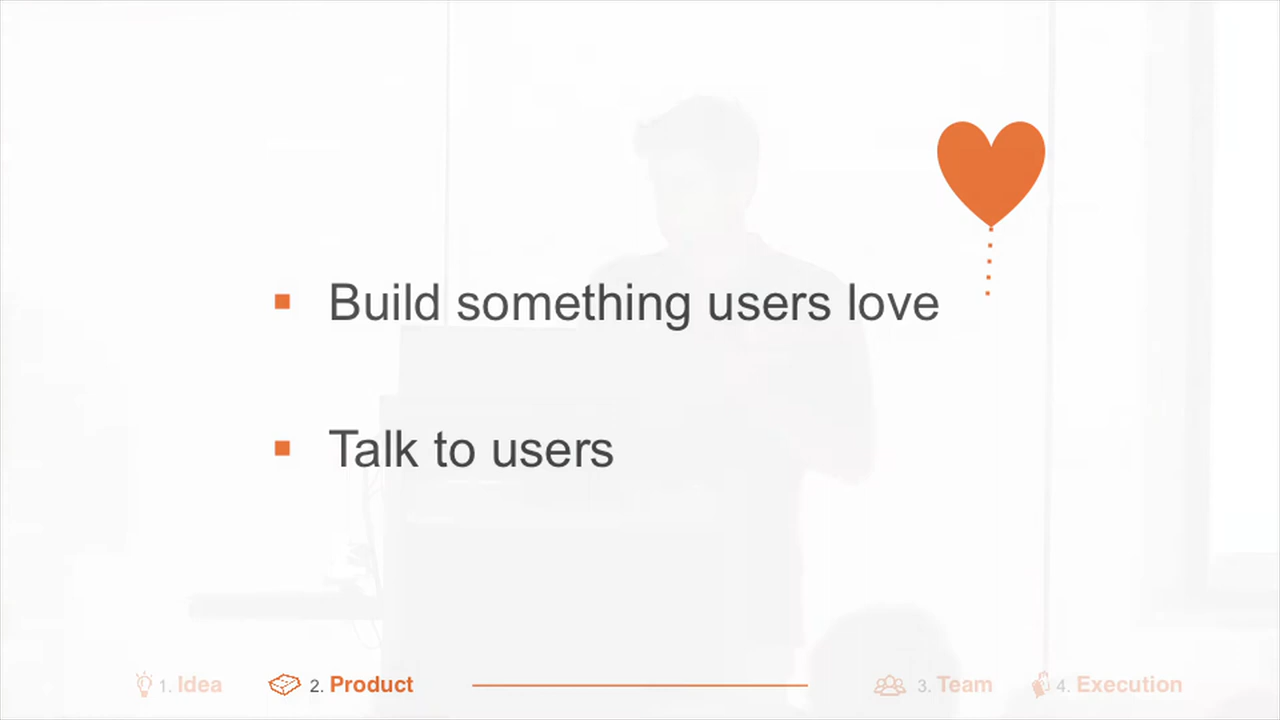 Build something users love
Talk to users
1. Idea
2. Product
3. Team
4. Execution